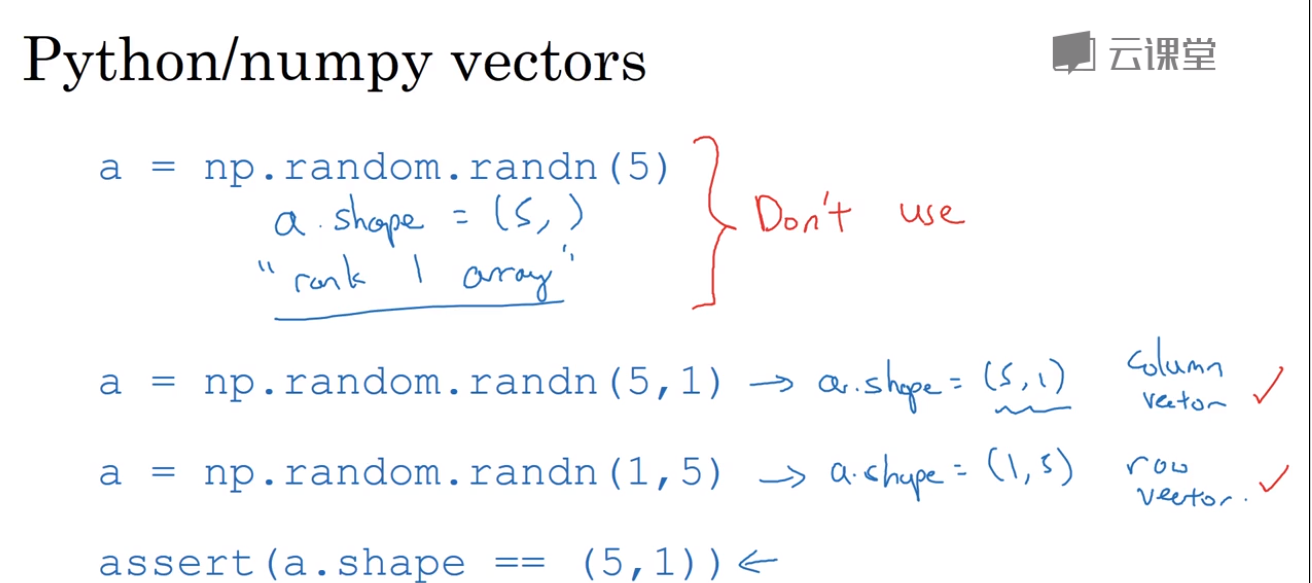 Python/numpy vectors
云课堂
a = np.random.randn(5)
a.shape = (5,)
"rank 1 array"
Don't use
a = np.random.randn(5,1) → a.shape = (5,1) column vector ✓
a = np.random.randn(1,5) → a.shape = (1,5) row vector. ✓
assert(a.shape == (5,1)) ←